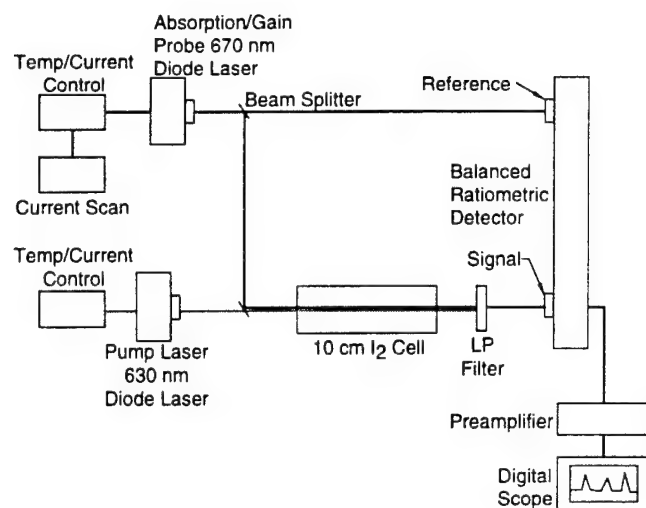 Absorption/Gain
Probe 670 nm
Diode Laser
Temp/Current
Control
Beam Splitter
Reference
Current Scan
Balanced
Ratiometric
Detector
Temp/Current
Control
Signal
Pump Laser
630 nm
Diode Laser
10 cm I2 Cell
LP
Filter
Preamplifier
Digital
Scope